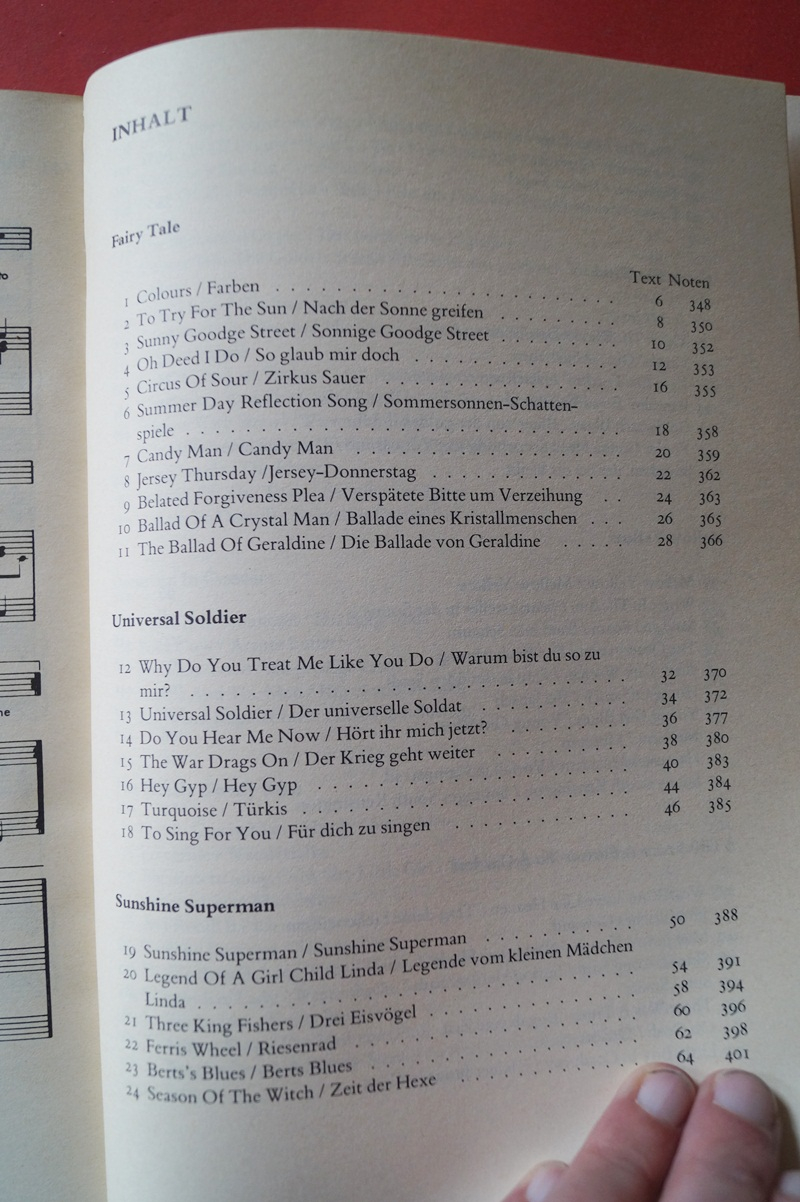 INHALT
Fairy Tale
Text Noten
1 Colours / Farben . . . . . . . . . . . . . . . . . . . . . . 6 348
2 To Try For The Sun / Nach der Sonne greifen . . . . . . . . 8 350
3 Sunny Goodge Street / Sonnige Goodge Street . . . . . . . . 10 352
4 Oh Deed I Do / So glaub mir doch . . . . . . . . . . . . . 12 353
5 Circus Of Sour / Zirkus Sauer . . . . . . . . . . . . . . . 16 355
6 Summer Day Reflection Song / Sommersonnen-Schatten-
spiele . . . . . . . . . . . . . . . . . . . . . . . . 18 358
7 Candy Man / Candy Man . . . . . . . . . . . . . . . . 20 359
8 Jersey Thursday /Jersey-Donnerstag . . . . . . . . . . . 22 362
9 Belated Forgiveness Plea / Verspätete Bitte um Verzeihung . . 24 363
10 Ballad Of A Crystal Man / Ballade eines Kristallmenschen . . . 26 365
11 The Ballad Of Geraldine / Die Ballade von Geraldine . . . . . 28 366
Universal Soldier
12 Why Do You Treat Me Like You Do / Warum bist du so zu
mir? . . . . . . . . . . . . . . . . . . . . . . . . . 32 370
13 Universal Soldier / Der universelle Soldat . . . . . . . . . 34 372
14 Do You Hear Me Now / Hört ihr mich jetzt? . . . . . . . . 36 377
15 The War Drags On / Der Krieg geht weiter . . . . . . . . . 38 380
16 Hey Gyp / Hey Gyp . . . . . . . . . . . . . . . . . . 40 383
17 Turquoise / Türkis . . . . . . . . . . . . . . . . . . . 44 384
18 To Sing For You / Für dich zu singen . . . . . . . . . . . 46 385
Sunshine Superman
19 Sunshine Superman / Sunshine Superman . . . . . . . . . . 50 388
20 Legend Of A Girl Child Linda / Legende vom kleinen Mädchen
Linda . . . . . . . . . . . . . . . . . . . . . . . . 54 391
21 Three King Fishers / Drei Eisvögel . . . . . . . . . . . . 58 394
22 Ferris Wheel / Riesenrad . . . . . . . . . . . . . . . . 60 396
23 Berts's Blues / Berts Blues . . . . . . . . . . . . . . . . 62 398
24 Season Of The Witch / Zeit der Hexe . . . . . . . . . . . 64 401